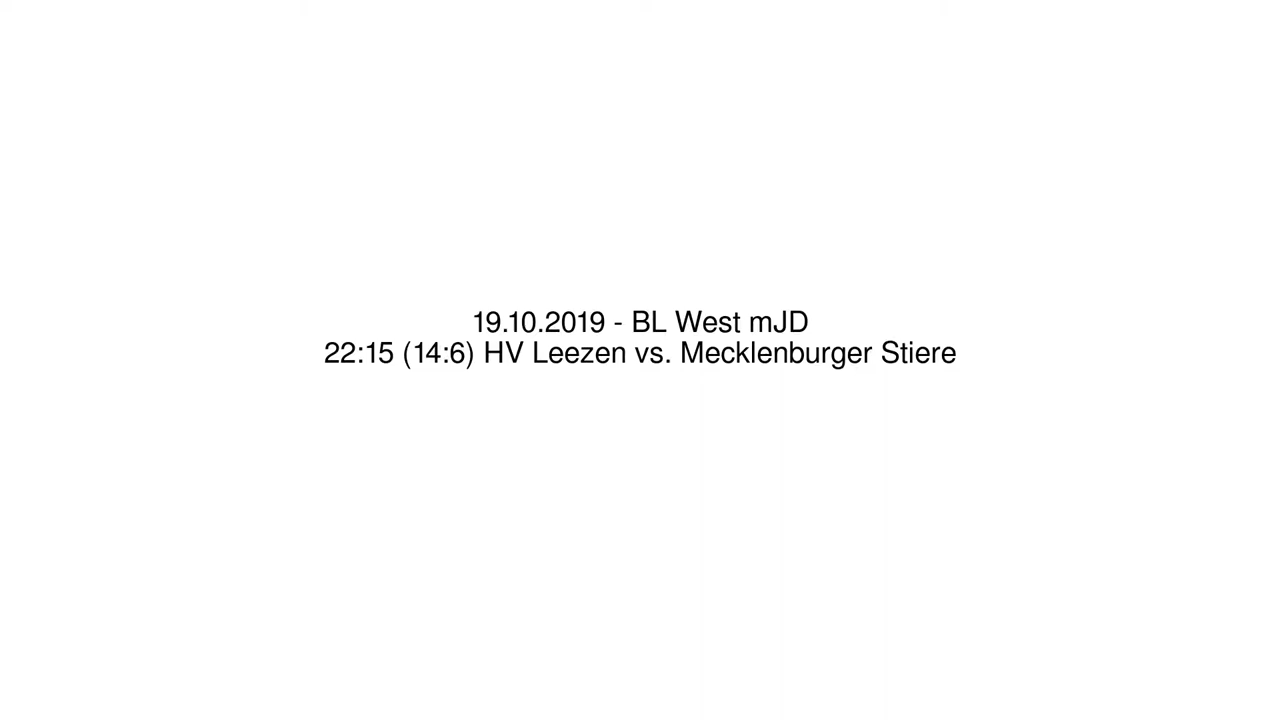 19.10.2019 - BL West mJD
22:15 (14:6) HV Leezen vs. Mecklenburger Stiere